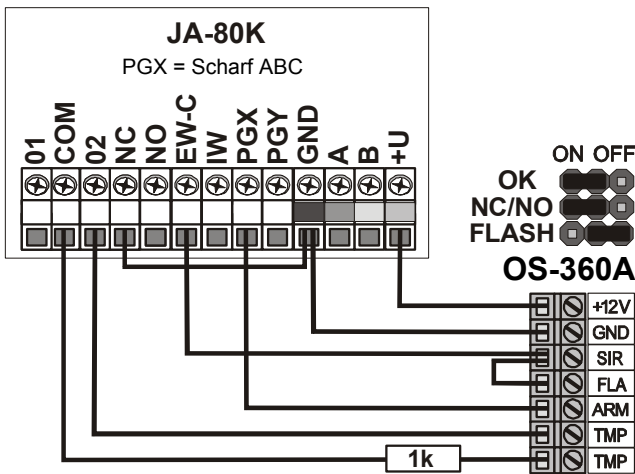 JA-80K
PGX = Scharf ABC
01 COM 02 NC NO EW-C IW PGX PGY GND A B +U
ON OFF
OK
NC/NO
FLASH
OS-360A
+12V
GND
SIR
FLA
ARM
TMP
TMP
1k